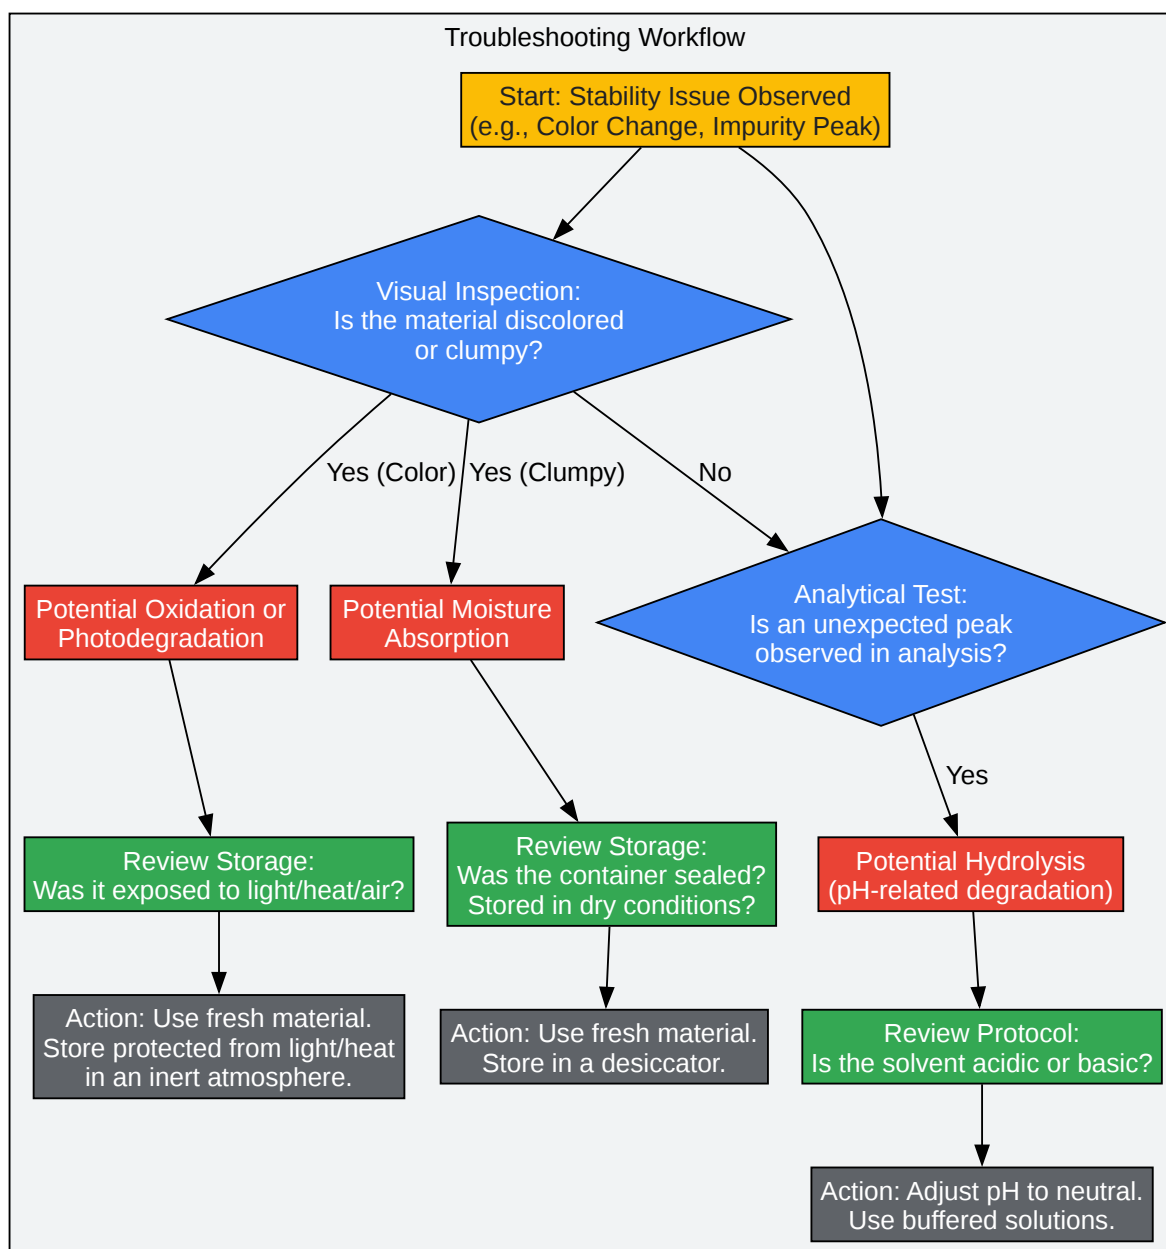 Troubleshooting Workflow
Start: Stability Issue Observed
(e.g., Color Change, Impurity Peak)
Visual Inspection:
Is the material discolored
or clumpy?
Yes (Color)
Yes (Clumpy)
No
Potential Oxidation or
Photodegradation
Potential Moisture
Absorption
Analytical Test:
Is an unexpected peak
observed in analysis?
Yes
Review Storage:
Was it exposed to light/heat/air?
Review Storage:
Was the container sealed?
Stored in dry conditions?
Potential Hydrolysis
(pH-related degradation)
Action: Use fresh material.
Store protected from light/heat
in an inert atmosphere.
Action: Use fresh material.
Store in a desiccator.
Review Protocol:
Is the solvent acidic or basic?
Action: Adjust pH to neutral.
Use buffered solutions.